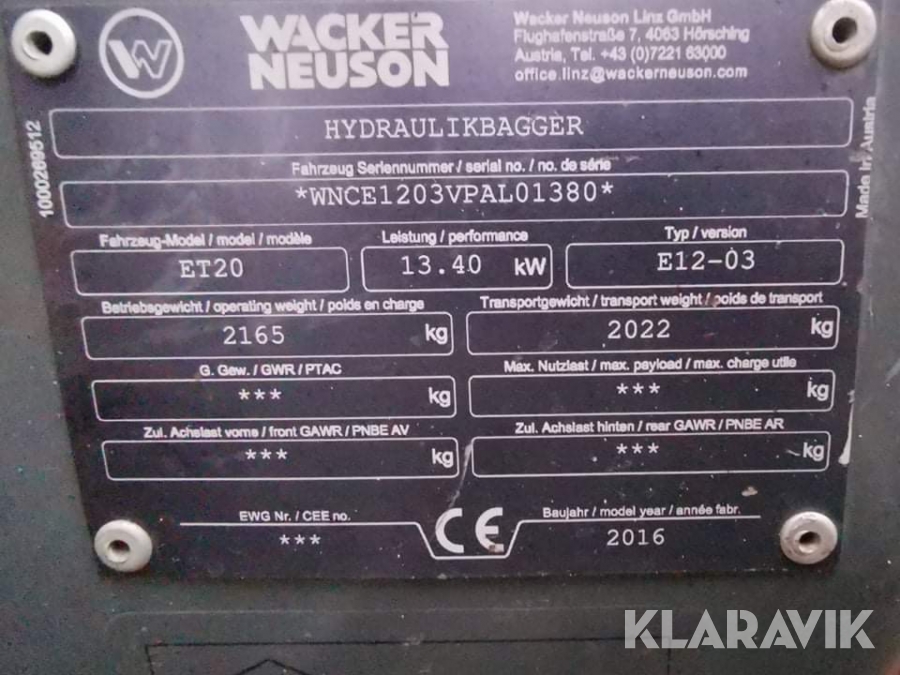 WACKER
NEUSON
Wacker Neuson Linz GmbH
Flughafenstraße 7, 4063 Hörsching
Austria, Tel. +43 (0)7221 63000
office.linz@wackerneuson.com
HYDRAULIKBAGGER
Fahrzeug Seriennummer / serial no. / no. de série
*WNCE1203VPAL01380*
Fahrzeug-Model / model / modèle
Leistung / performance
Typ / version
ET20
13.40 kW
E12-03
Betriebsgewicht / operating weight / poids en charge
Transportgewicht / transport weight / poids de transport
2165 kg
2022 kg
G. Gew. / GWR / PTAC
Max. Nutzlast / max. payload / max. charge utile
*** kg
*** kg
Zul. Achslast vorne / front GAWR / PNBE AV
Zul. Achslast hinten / rear GAWR / PNBE AR
*** kg
*** kg
EWG Nr. / CEE no.
CE
Baujahr / model year / année fabr.
***
2016
1000289512
Made in Austria
KLARAVIK